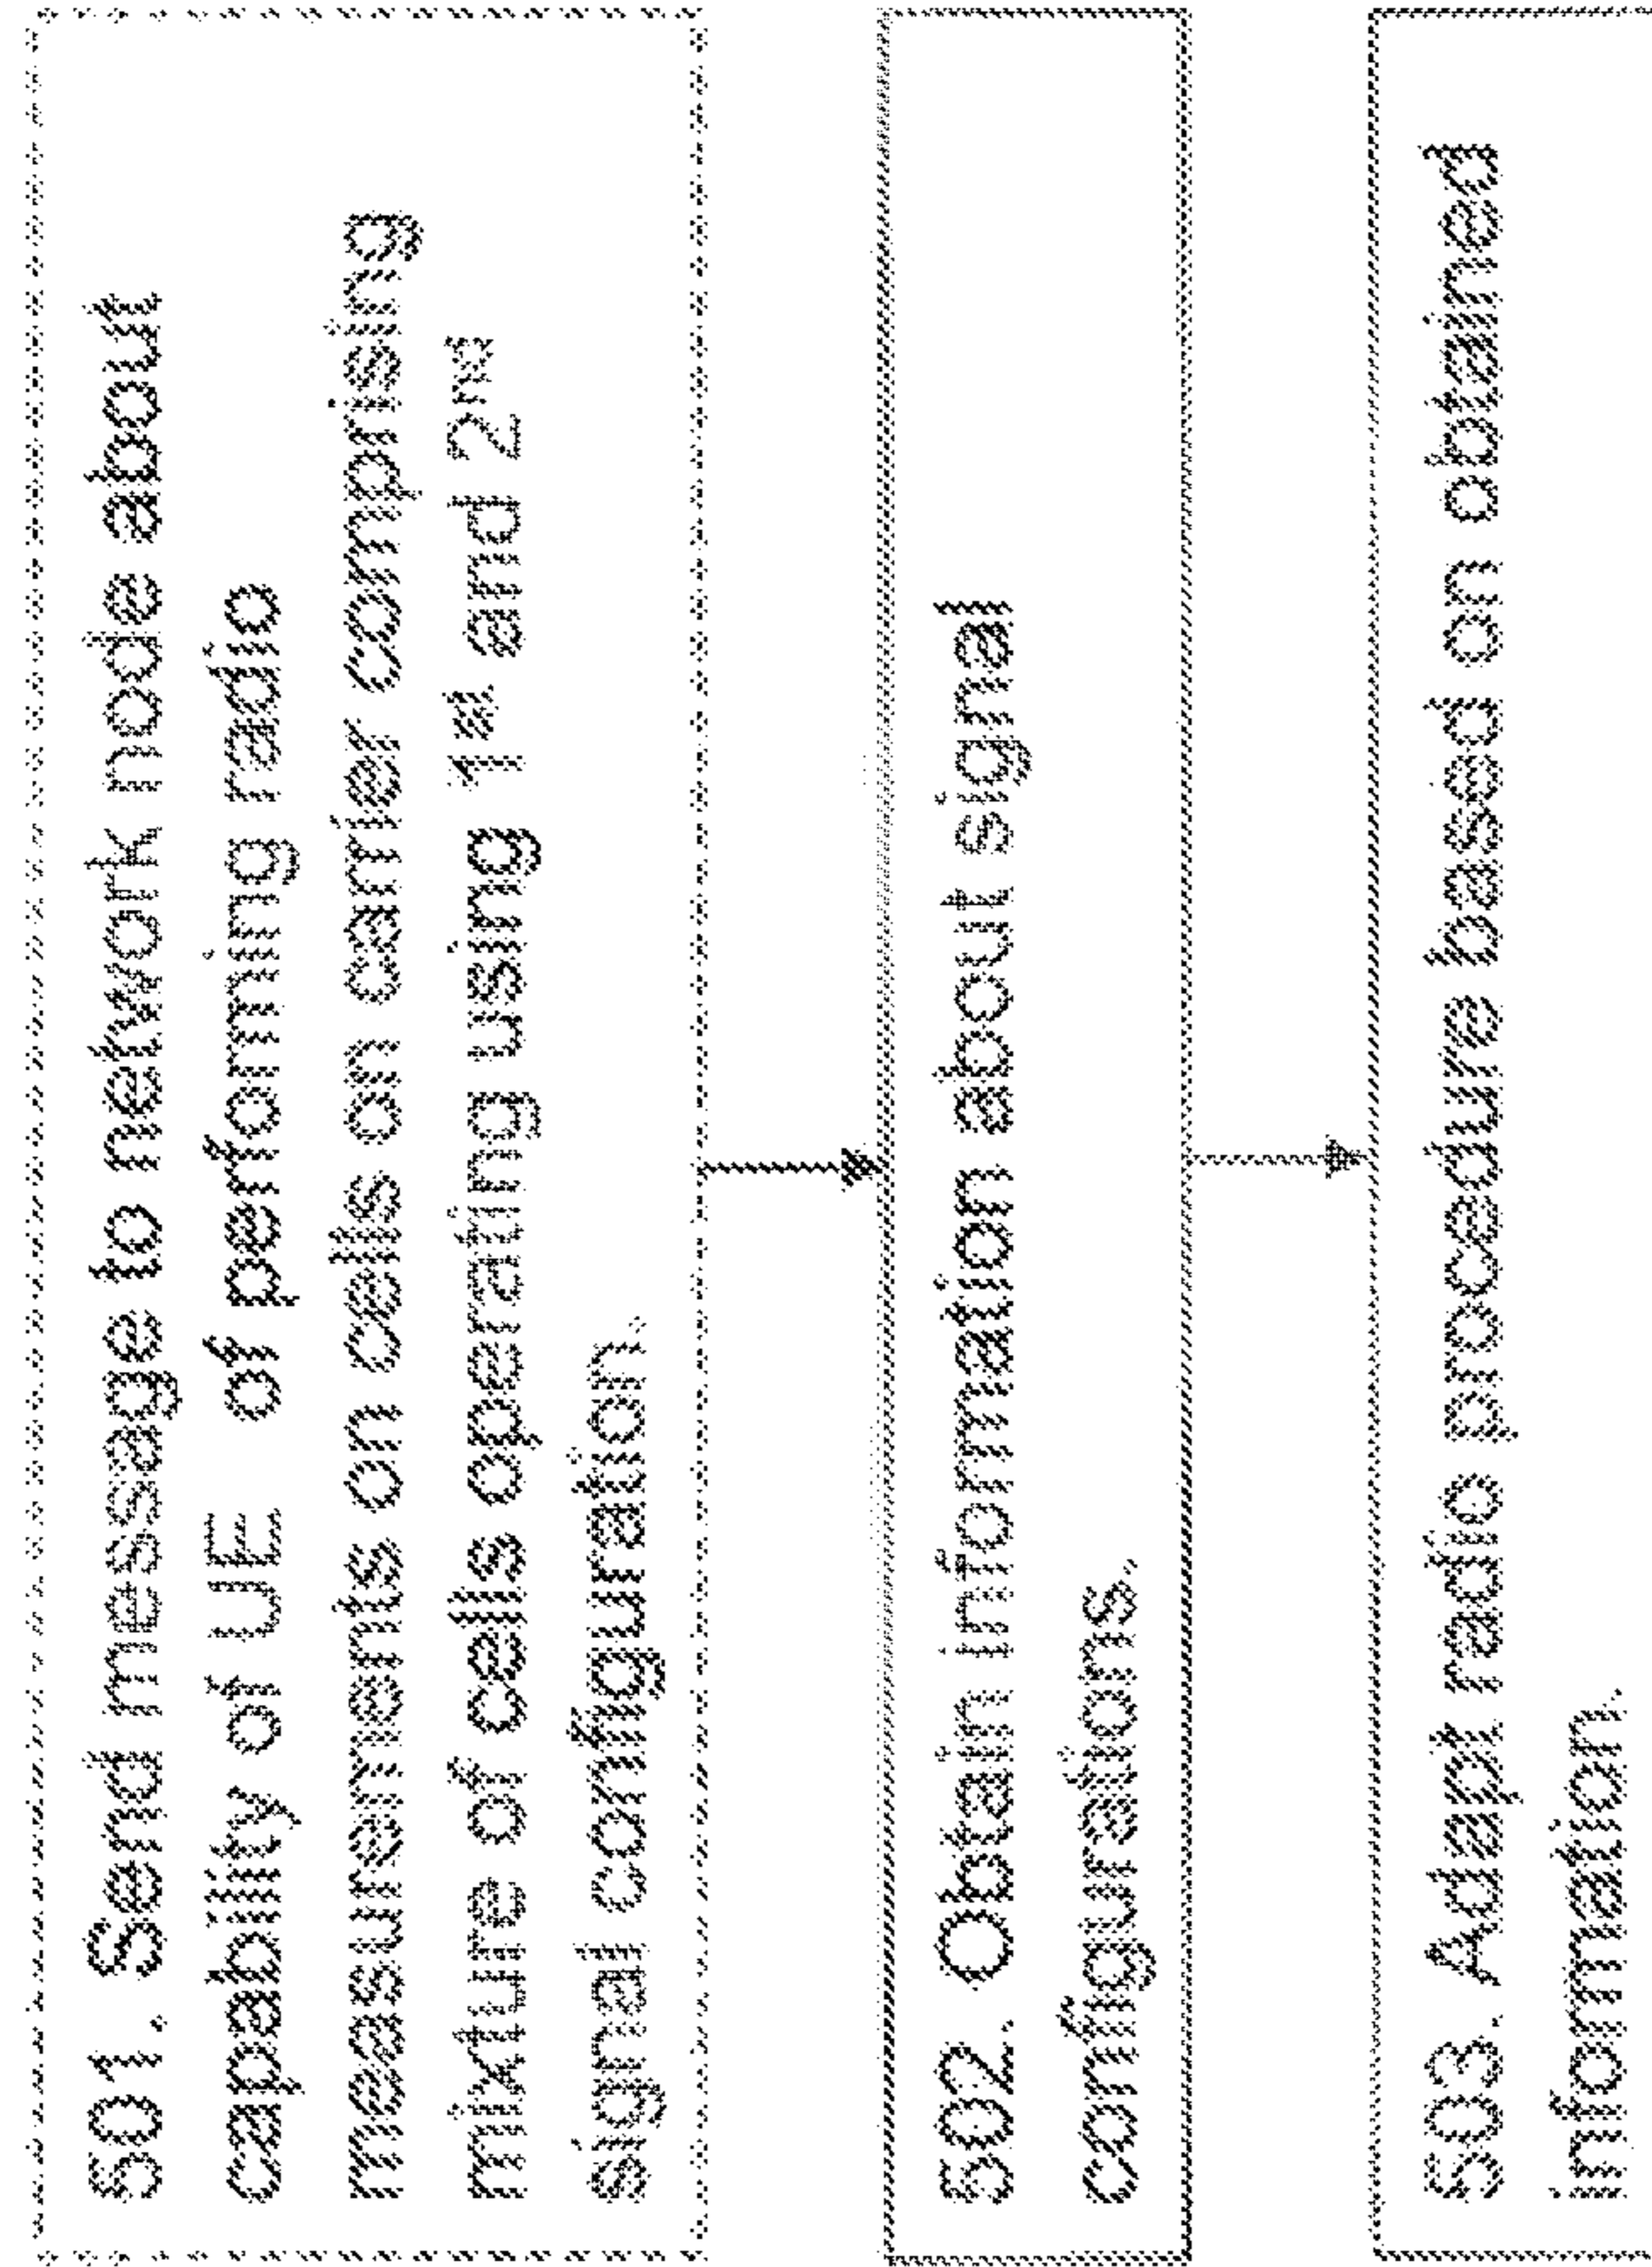 501. Send message to network node about
capability of UE of performing radio
measurements on cells on carrier comprising
mixture of cells operating using 1st and 2nd
signal configuration.
502. Obtain information about signal
configurations.
503. Adapt radio procedure based on obtained
information.